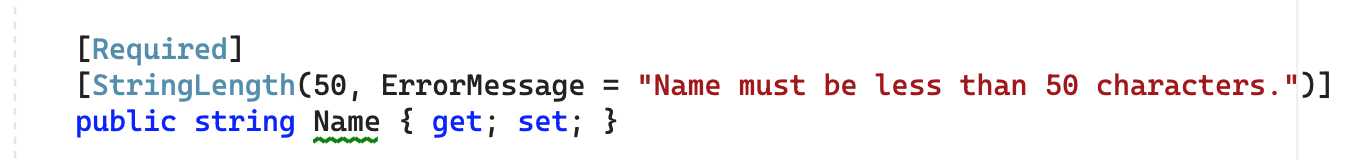 [Required]
[StringLength(50, ErrorMessage = "Name must be less than 50 characters.")]
public string Name { get; set; }